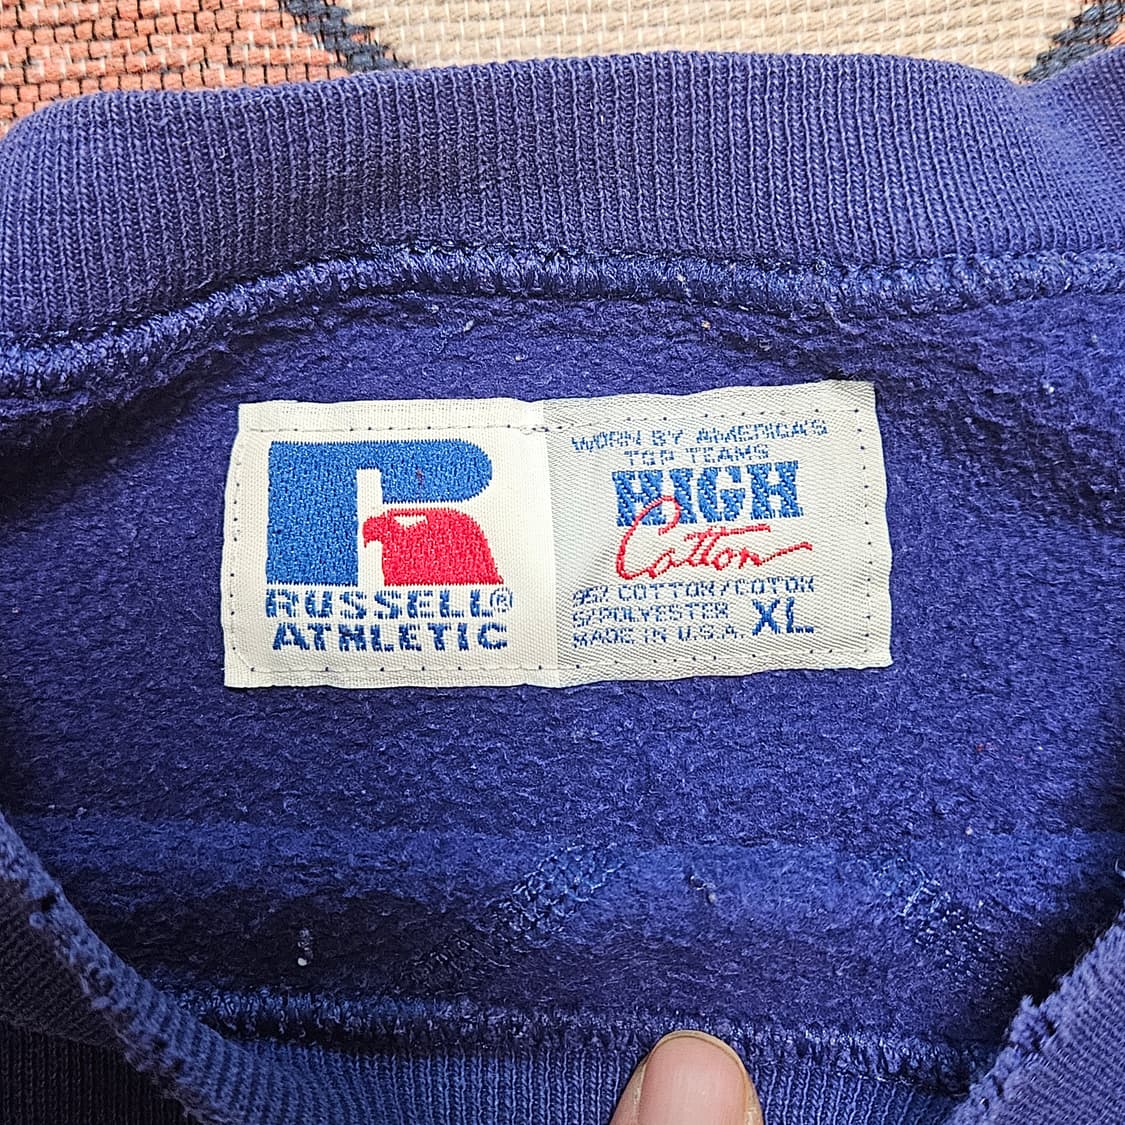 RUSSELL®
ATHLETIC
WORN BY AMERICA'S
TOP TEAMS
HIGH
Cotton
95% COTTON/COTON
5/POLYESTER
MADE IN U.S.A. XL